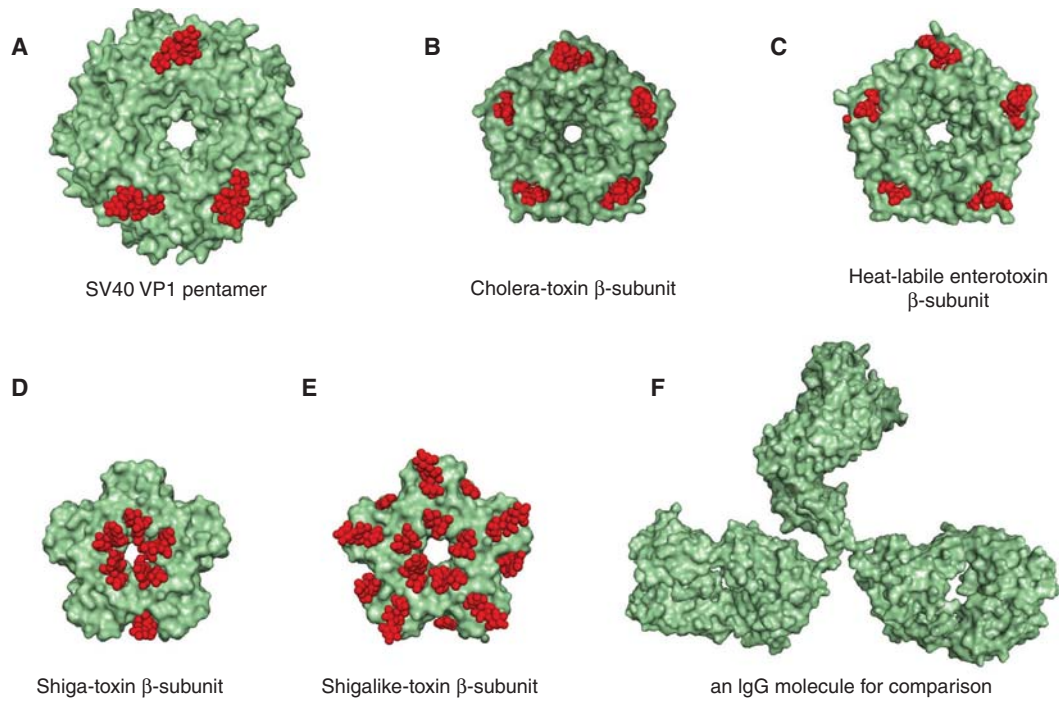 A
B
C
SV40 VP1 pentamer
Cholera-toxin β-subunit
Heat-labile enterotoxin
β-subunit
D
E
F
Shiga-toxin β-subunit
Shigalike-toxin β-subunit
an IgG molecule for comparison